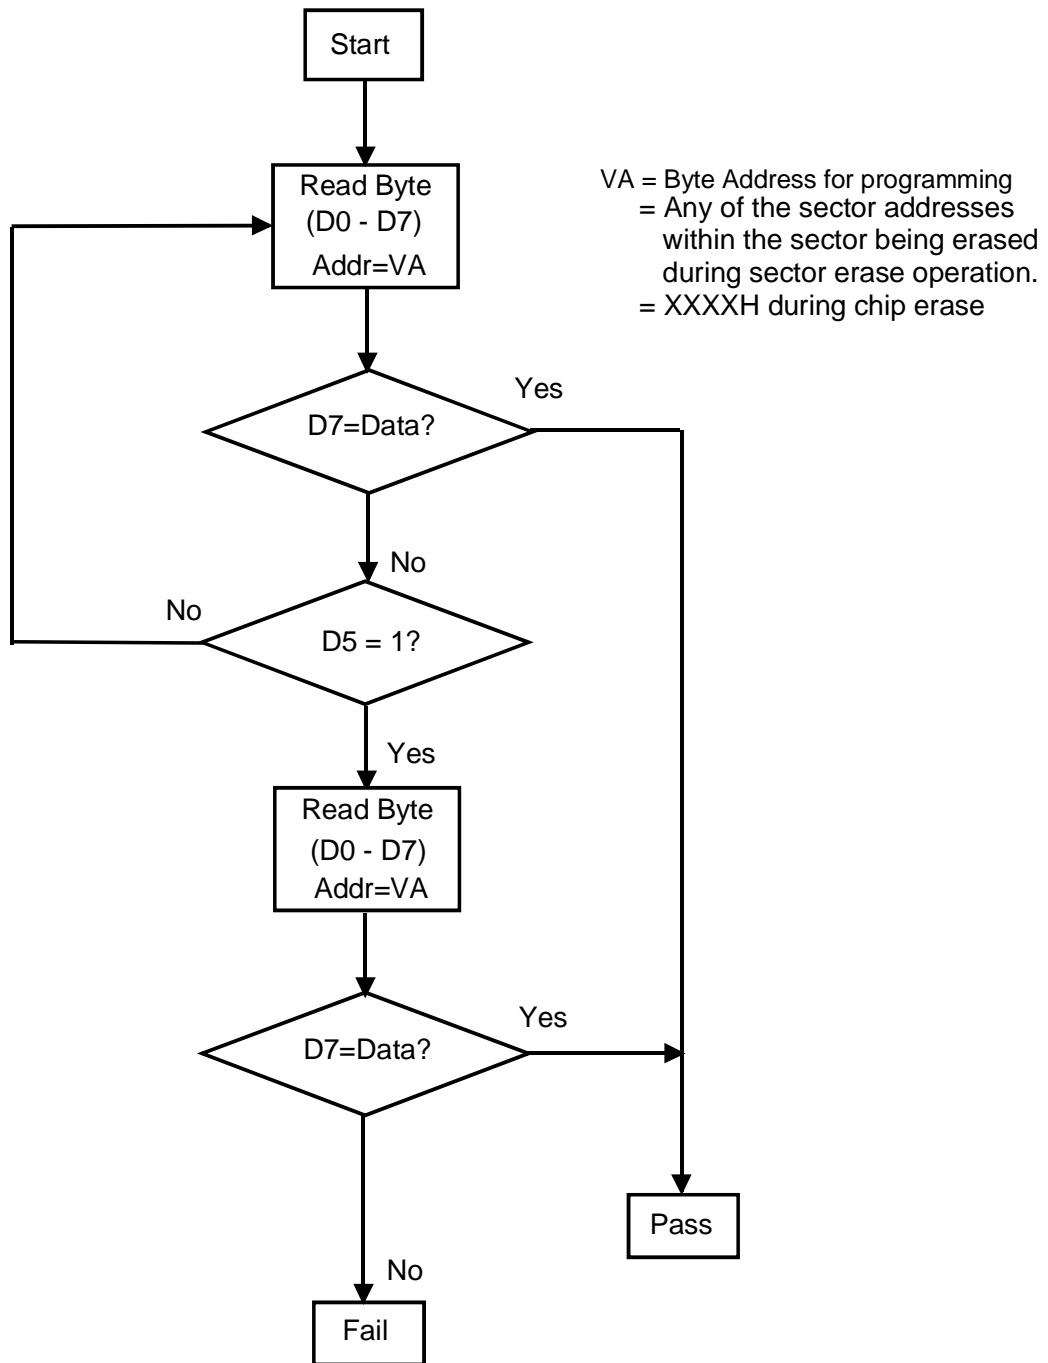 Start
Read Byte
(D0 - D7)
Addr=VA
VA = Byte Address for programming
= Any of the sector addresses
within the sector being erased
during sector erase operation.
= XXXXH during chip erase
Yes
D7=Data?
No
No
D5 = 1?
Yes
Read Byte
(D0 - D7)
Addr=VA
Yes
D7=Data?
Pass
No
Fail